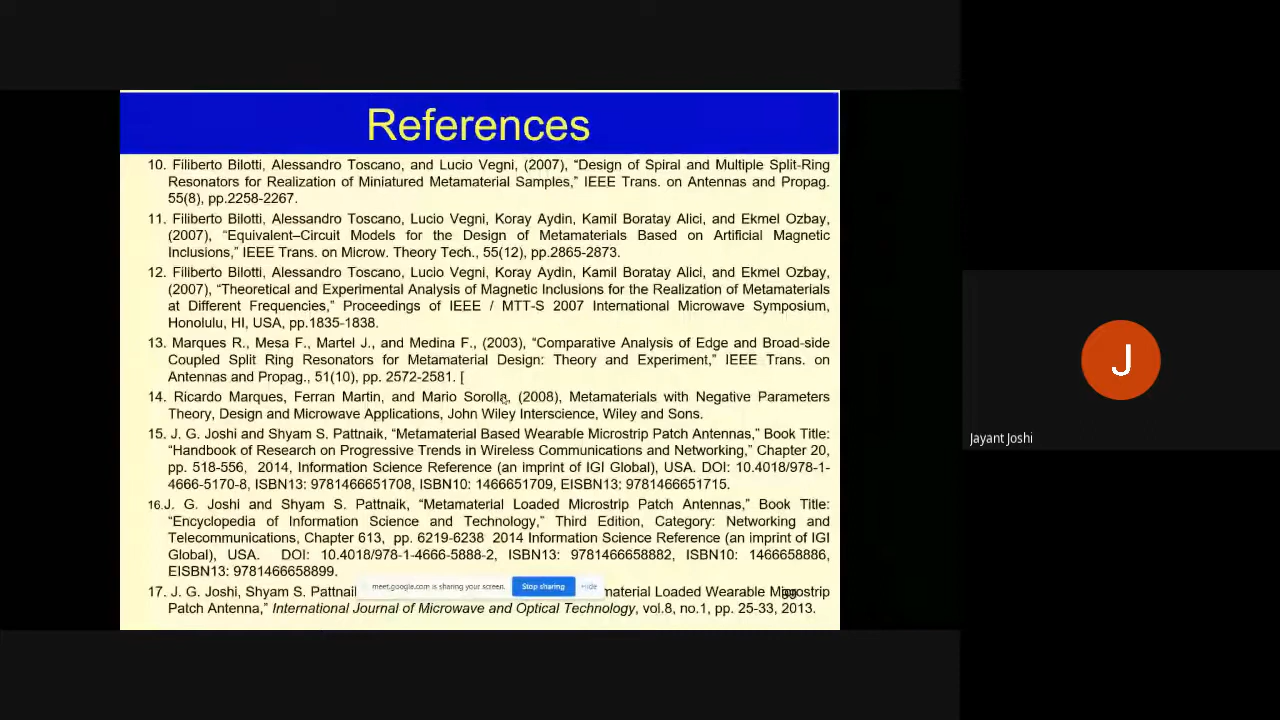 References
10. Filiberto Bilotti, Alessandro Toscano, and Lucio Vegni, (2007), “Design of Spiral and Multiple Split-Ring
Resonators for Realization of Miniatured Metamaterial Samples,” IEEE Trans. on Antennas and Propag.
55(8), pp.2258-2267.
11. Filiberto Bilotti, Alessandro Toscano, Lucio Vegni, Koray Aydin, Kamil Boratay Alici, and Ekmel Ozbay,
(2007), “Equivalent–Circuit Models for the Design of Metamaterials Based on Artificial Magnetic
Inclusions,” IEEE Trans. on Microw. Theory Tech., 55(12), pp.2865-2873.
12. Filiberto Bilotti, Alessandro Toscano, Lucio Vegni, Koray Aydin, Kamil Boratay Alici, and Ekmel Ozbay,
(2007), “Theoretical and Experimental Analysis of Magnetic Inclusions for the Realization of Metamaterials
at Different Frequencies,” Proceedings of IEEE / MTT-S 2007 International Microwave Symposium,
Honolulu, HI, USA, pp.1835-1838.
13. Marques R., Mesa F., Martel J., and Medina F., (2003), “Comparative Analysis of Edge and Broad-side
Coupled Split Ring Resonators for Metamaterial Design: Theory and Experiment,” IEEE Trans. on
Antennas and Propag., 51(10), pp. 2572-2581. [
14. Ricardo Marques, Ferran Martin, and Mario Sorolla, (2008), Metamaterials with Negative Parameters
Theory, Design and Microwave Applications, John Wiley Interscience, Wiley and Sons.
15. J. G. Joshi and Shyam S. Pattnaik, “Metamaterial Based Wearable Microstrip Patch Antennas,” Book Title:
“Handbook of Research on Progressive Trends in Wireless Communications and Networking,” Chapter 20,
pp. 518-556, 2014, Information Science Reference (an imprint of IGI Global), USA. DOI: 10.4018/978-1-
4666-5170-8, ISBN13: 9781466651708, ISBN10: 1466651709, EISBN13: 9781466651715.
16.J. G. Joshi and Shyam S. Pattnaik, “Metamaterial Loaded Microstrip Patch Antennas,” Book Title:
“Encyclopedia of Information Science and Technology,” Third Edition, Category: Networking and
Telecommunications, Chapter 613, pp. 6219-6238 2014 Information Science Reference (an imprint of IGI
Global), USA. DOI: 10.4018/978-1-4666-5888-2, ISBN13: 9781466658882, ISBN10: 1466658886,
EISBN13: 9781466658899.
17. J. G. Joshi, Shyam S. Pattnaik material Loaded Wearable Microstrip
Patch Antenna,” International Journal of Microwave and Optical Technology, vol.8, no.1, pp. 25-33, 2013.
meet.google.com is sharing your screen. Stop sharing Hide
J
Jayant Joshi